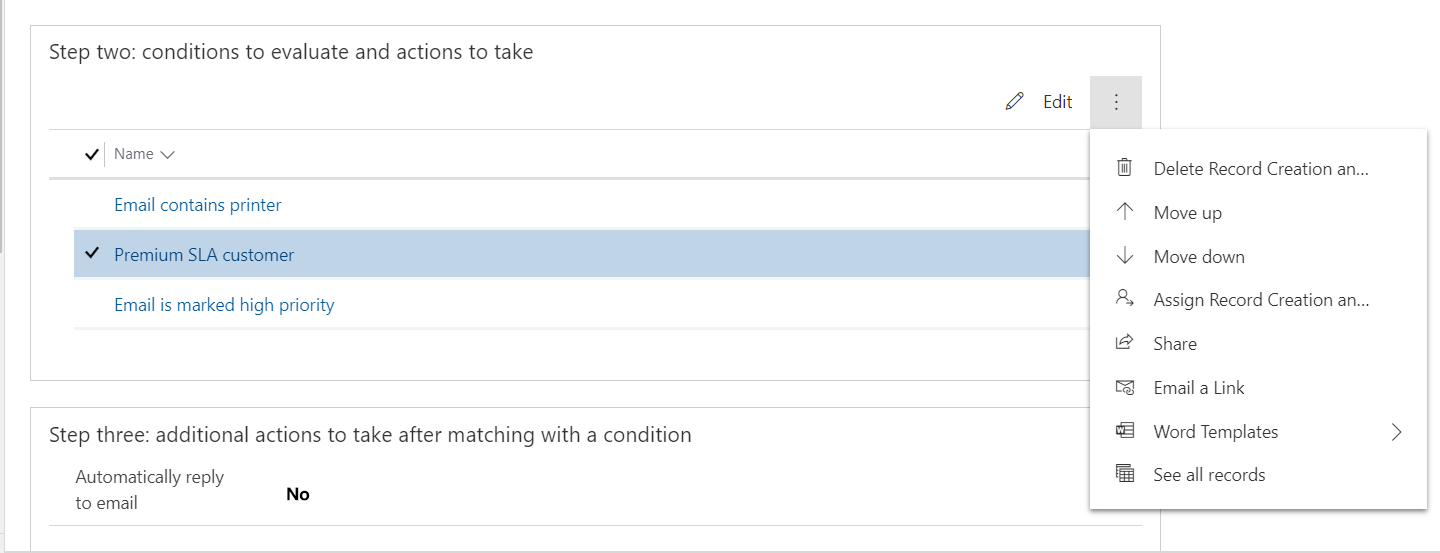 Step two: conditions to evaluate and actions to take
Edit
Name
Email contains printer
Premium SLA customer
Email is marked high priority
Delete Record Creation an...
Move up
Move down
Assign Record Creation an...
Share
Email a Link
Word Templates
See all records
Step three: additional actions to take after matching with a condition
Automatically reply
to email
No